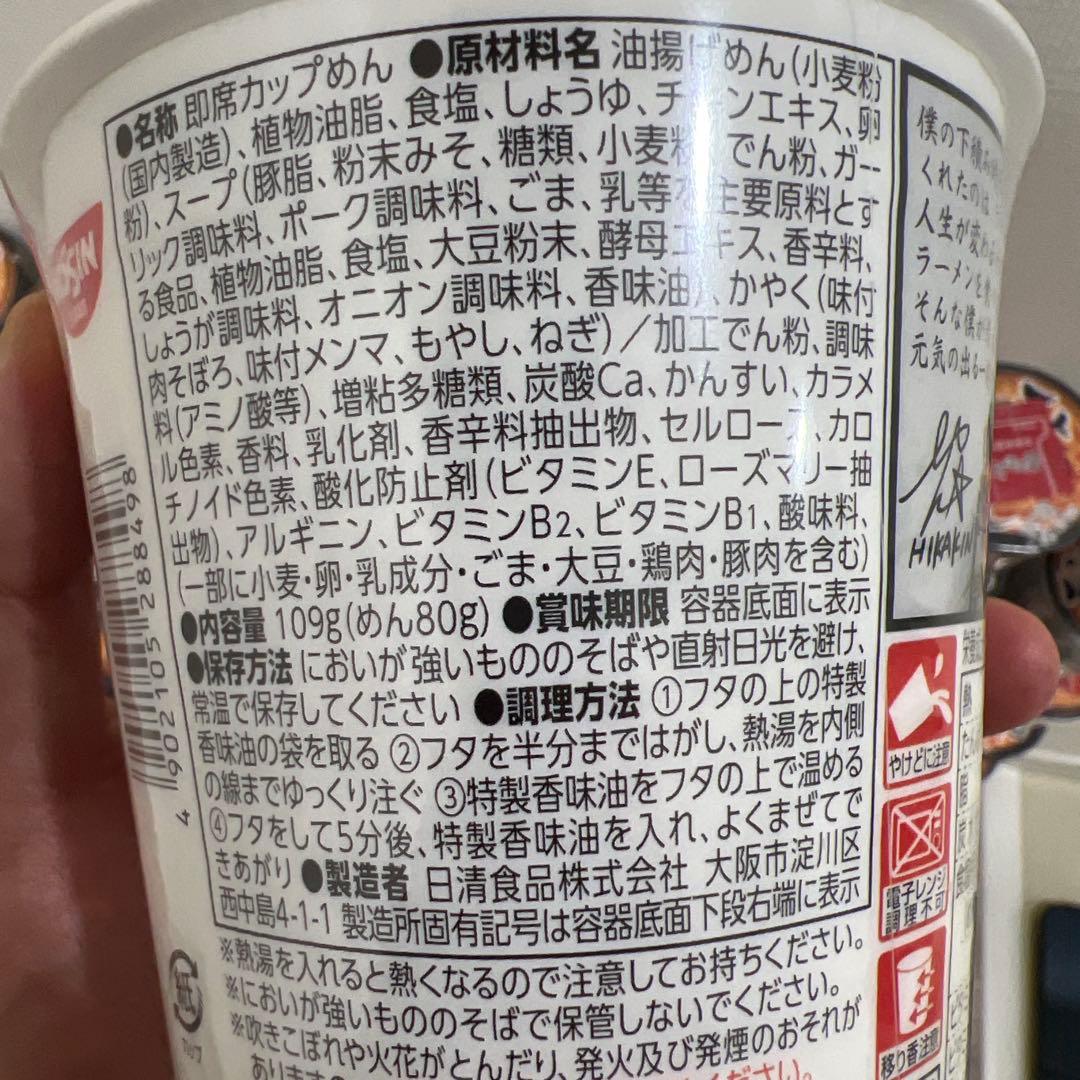 ●名称 即席カップめん ●原材料名 油揚げめん(小麦粉
(国内製造)、植物油脂、食塩、しょうゆ、チキンエキス、卵
粉)、スープ(豚脂、粉末みそ、糖類、小麦粉、でん粉、ガー
リック調味料、ポーク調味料、ごま、乳等を主要原料とす
る食品、植物油脂、食塩、大豆粉末、酵母エキス、香辛料、
しょうが調味料、オニオン調味料、香味油)、かやく(味付
肉そぼろ、味付メンマ、もやし、ねぎ)/加工でん粉、調味
料(アミノ酸等)、増粘多糖類、炭酸Ca、かんすい、カラメ
ル色素、香料、乳化剤、香辛料抽出物、セルロース、カロ
チノイド色素、酸化防止剤(ビタミンE、ローズマリー抽
出物)、アルギニン、ビタミンB2、ビタミンB1、酸味料、
(一部に小麦・卵・乳成分・ごま・大豆・鶏肉・豚肉を含む)
●内容量 109g(めん80g) ●賞味期限 容器底面に表示
●保存方法 においが強いもののそばや直射日光を避け、
常温で保存してください ●調理方法 ①フタの上の特製
香味油の袋を取る ②フタを半分まではがし、熱湯を内側
の線までゆっくり注ぐ ③特製香味油をフタの上で温める
④フタをして5分後、特製香味油を入れ、よくまぜてで
きあがり ●製造者 日清食品株式会社 大阪市淀川区
西中島4-1-1 製造所固有記号は容器底面下段右端に表示
※熱湯を入れると熱くなるので注意してお持ちください。
※においが強いもののそばで保管しないでください。
※吹きこぼれや火花がとんだり、発火及び発煙のおそれが
ありますの
ください。
僕の下積み
くれたのは
人生が変わる
ラーメンを
そんな僕が
元気の出る
HIKAKIN
やけどに注意
電子レンジ
調理不可
移り香注意
4 902105 288498
紙
カップ